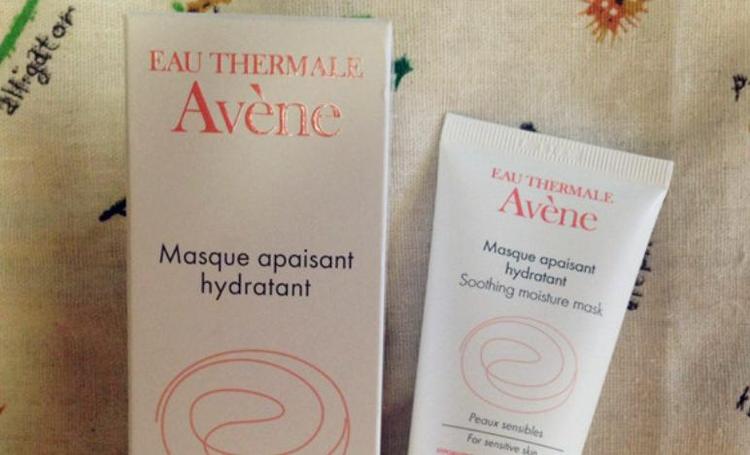 alligator
EAU THERMALE
Avène
Masque apaisant
hydratant
EAU THERMALE
Avène
Masque apaisant
hydratant
Soothing moisture mask
Peaux sensibles
For sensitive skin